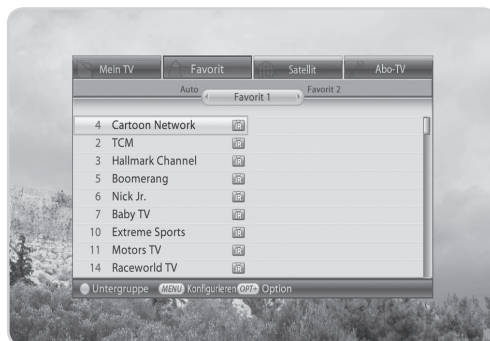 Mein TV Favorit Satellit Abo-TV
Auto Favorit 1 Favorit 2
4 Cartoon Network
2 TCM
3 Hallmark Channel
5 Boomerang
6 Nick Jr.
7 Baby TV
10 Extreme Sports
11 Motors TV
14 Raceworld TV
Untergruppe MENU Konfigurieren OPT+ Option